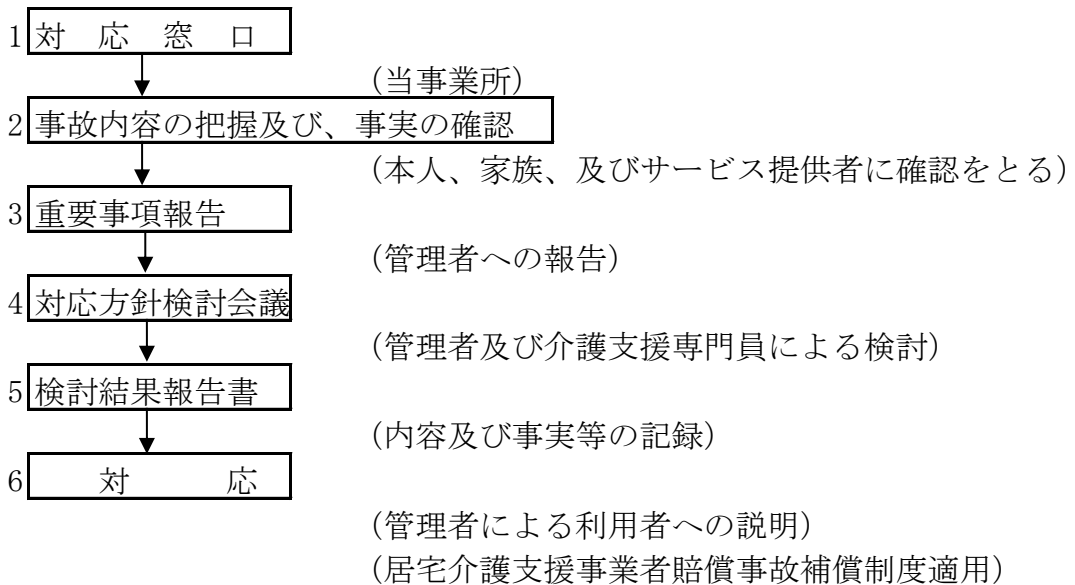 1 対　応　窓　口
(当事業所)
2 事故内容の把握及び、事実の確認
(本人、家族、及びサービス提供者に確認をとる)
3 重要事項報告
(管理者への報告)
4 対応方針検討会議
(管理者及び介護支援専門員による検討)
5 検討結果報告書
(内容及び事実等の記録)
6 対　　　応
(管理者による利用者への説明)
(居宅介護支援事業者賠償事故補償制度適用)